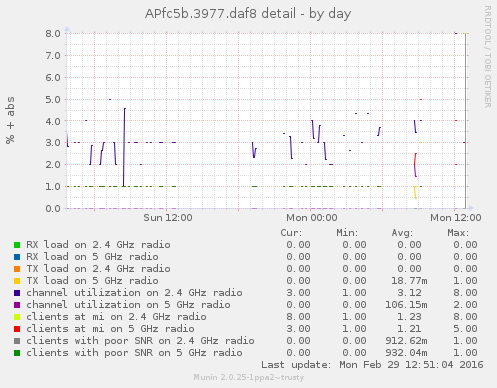 APfc5b.3977.daf8 detail - by day
RRDTOOL / TOBI OETIKER
% + abs
8.0
7.0
6.0
5.0
4.0
3.0
2.0
1.0
0.0
Sun 12:00 Mon 00:00 Mon 12:00
Cur: Min: Avg: Max:
RX load on 2.4 GHz radio 0.00 0.00 0.00 0.00
RX load on 5 GHz radio 0.00 0.00 0.00 1.00
TX load on 2.4 GHz radio 0.00 0.00 0.00 0.00
TX load on 5 GHz radio 0.00 0.00 18.77m 1.00
channel utilization on 2.4 GHz radio 3.00 1.00 3.12 8.00
channel utilization on 5 GHz radio 0.00 0.00 106.15m 2.00
clients at mi on 2.4 GHz radio 8.00 1.00 1.23 8.00
clients at mi on 5 GHz radio 3.00 1.00 1.21 5.00
clients with poor SNR on 2.4 GHz radio 0.00 0.00 912.62m 1.00
clients with poor SNR on 5 GHz radio 0.00 0.00 932.04m 1.00
Last update: Mon Feb 29 12:51:04 2016
Munin 2.0.25-1ppa2~trusty